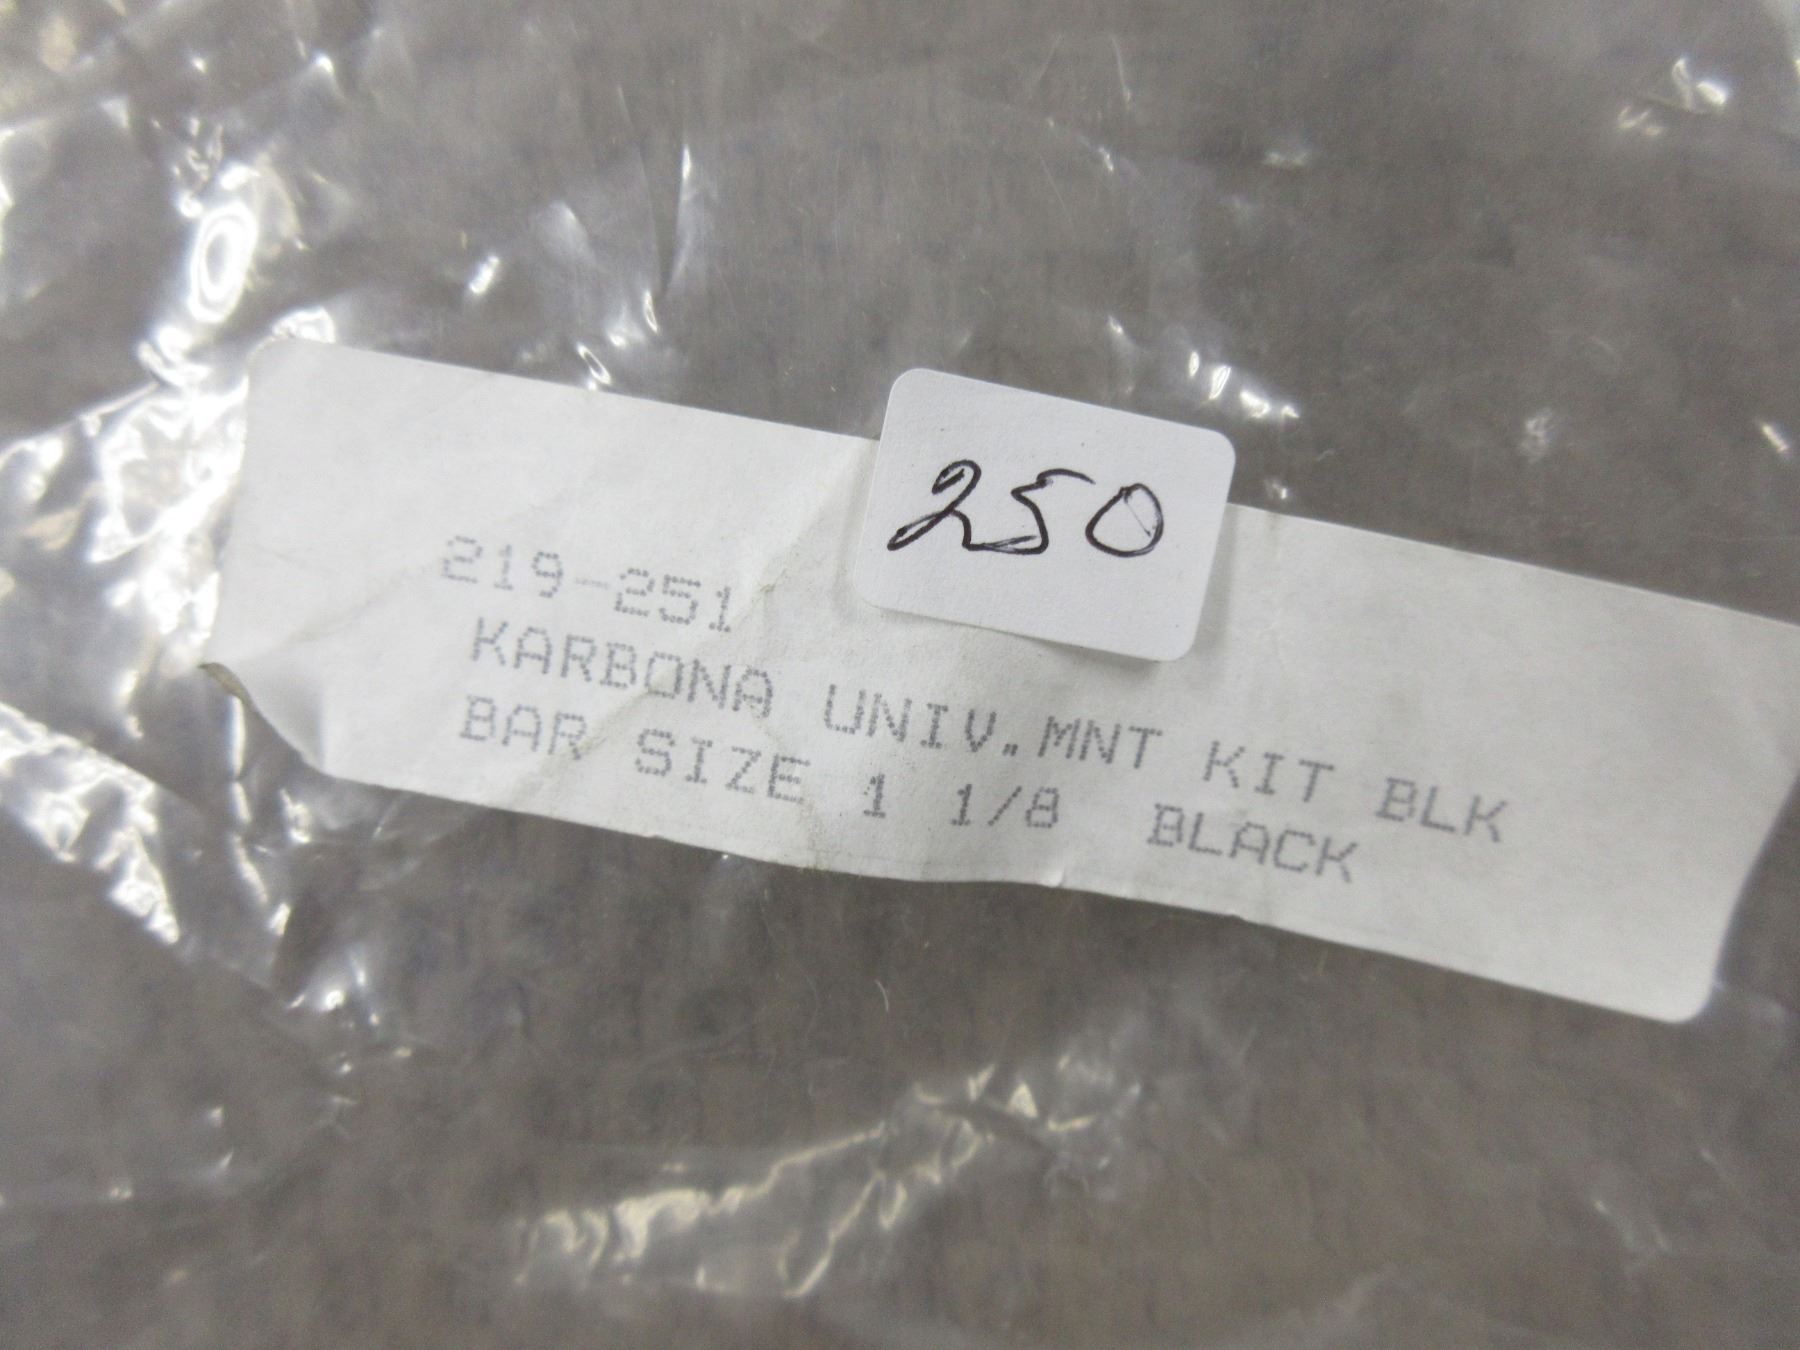 250
219-251
KARBONA UNIV.MNT KIT BLK
BAR SIZE 1 1/8 BLACK